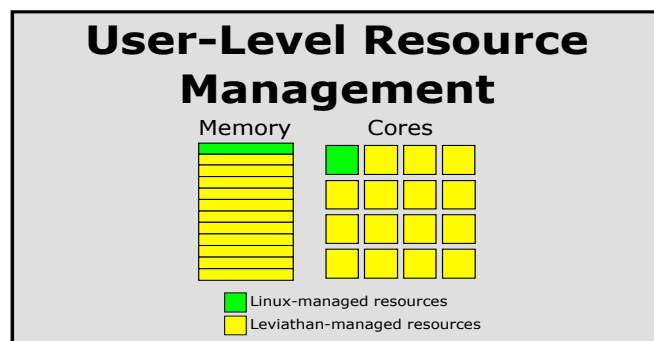 User-Level Resource
Management
Memory Cores
Linux-managed resources
Leviathan-managed resources